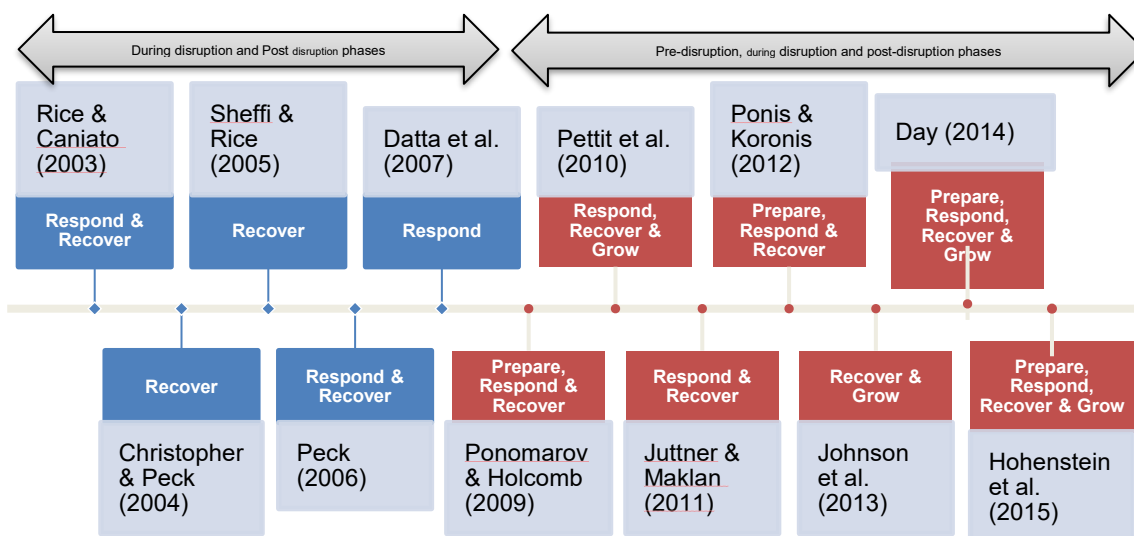 During disruption and Post disruption phases
Pre-disruption, during disruption and post-disruption phases
Rice &
Caniato
(2003)
Respond &
Recover
Sheffi &
Rice
(2005)
Recover
Datta et al.
(2007)
Respond
Pettit et al.
(2010)
Respond,
Recover &
Grow
Ponis &
Koronis
(2012)
Prepare,
Respond &
Recover
Day (2014)
Prepare,
Respond,
Recover &
Grow
Recover
Christopher
& Peck
(2004)
Respond &
Recover
Peck
(2006)
Prepare,
Respond &
Recover
Ponomarov
& Holcomb
(2009)
Respond &
Recover
Juttner &
Maklan
(2011)
Recover &
Grow
Johnson
et al.
(2013)
Prepare,
Respond,
Recover & Grow
Hohenstein
et al.
(2015)